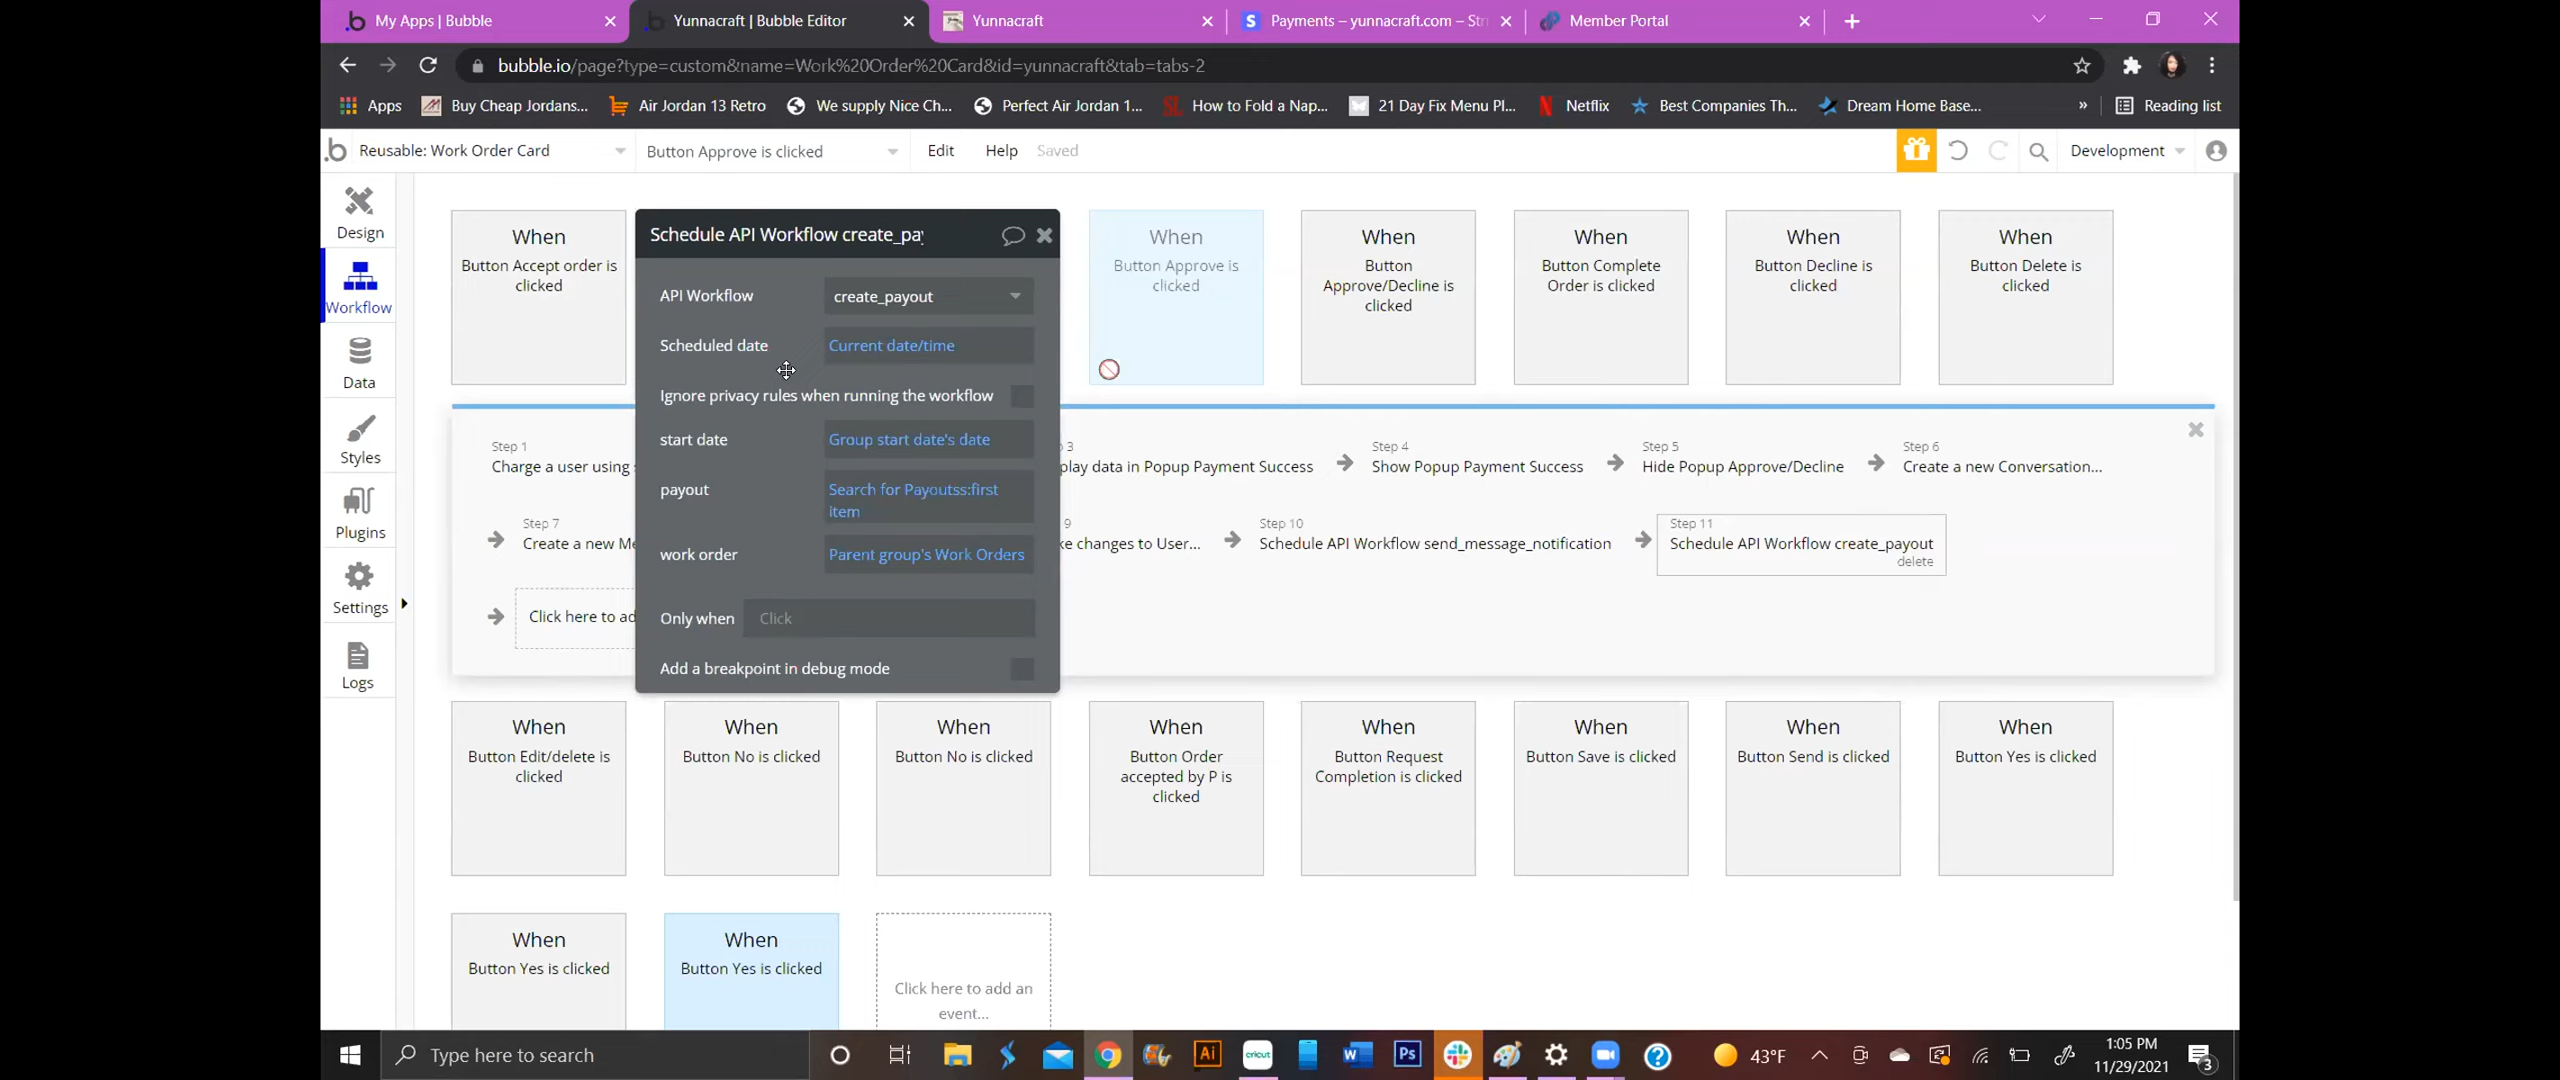 My Apps | Bubble
Yunnacraft | Bubble Editor
Yunnacraft
Payments – yunnacraft.com – Stri
Member Portal
bubble.io/page?type=custom&name=Work%20Order%20Card&id=yunnacraft&tab=tabs-2
Apps
Buy Cheap Jordans...
Air Jordan 13 Retro
We supply Nice Ch...
Perfect Air Jordan 1...
How to Fold a Nap...
21 Day Fix Menu Pl...
Netflix
Best Companies Th...
Dream Home Base...
»
Reading list
Reusable: Work Order Card
Button Approve is clicked
Edit
Help
Saved
Development
Design
Workflow
Data
Styles
Plugins
Settings
Logs
When
Button Accept order is
clicked
Schedule API Workflow create_pay
API Workflow
create_payout
Scheduled date
Current date/time
Ignore privacy rules when running the workflow
start date
Group start date's date
payout
Search for Payoutss:first
item
work order
Parent group's Work Orders
Only when
Click
Add a breakpoint in debug mode
When
Button Approve is
clicked
When
Button
Approve/Decline is
clicked
When
Button Complete
Order is clicked
When
Button Decline is
clicked
When
Button Delete is
clicked
Step 1
Charge a user using
3
play data in Popup Payment Success
Step 4
Show Popup Payment Success
Step 5
Hide Popup Approve/Decline
Step 6
Create a new Conversation...
Step 7
Create a new Me
9
ke changes to User...
Step 10
Schedule API Workflow send_message_notification
Step 11
Schedule API Workflow create_payout
delete
Click here to ad
When
Button Edit/delete is
clicked
When
Button No is clicked
When
Button No is clicked
When
Button Order
accepted by P is
clicked
When
Button Request
Completion is clicked
When
Button Save is clicked
When
Button Send is clicked
When
Button Yes is clicked
When
Button Yes is clicked
When
Button Yes is clicked
Click here to add an
event...
Type here to search
Ai
cricut
Ps
43°F
1:05 PM
11/29/2021
3